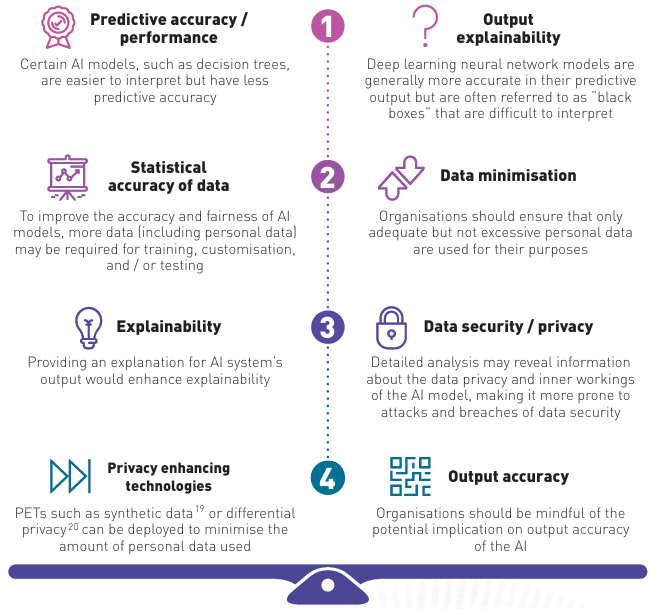 Predictive accuracy /
performance
Certain AI models, such as decision trees,
are easier to interpret but have less
predictive accuracy
1
Output
explainability
Deep learning neural network models are
generally more accurate in their predictive
output but are often referred to as “black
boxes” that are difficult to interpret
Statistical
accuracy of data
To improve the accuracy and fairness of AI
models, more data (including personal data)
may be required for training, customisation,
and / or testing
2
Data minimisation
Organisations should ensure that only
adequate but not excessive personal data
are used for their purposes
Explainability
Providing an explanation for AI system’s
output would enhance explainability
3
Data security / privacy
Detailed analysis may reveal information
about the data privacy and inner workings
of the AI model, making it more prone to
attacks and breaches of data security
Privacy enhancing
technologies
PETs such as synthetic data 19 or differential
privacy 20 can be deployed to minimise the
amount of personal data used
4
Output accuracy
Organisations should be mindful of the
potential implication on output accuracy
of the AI